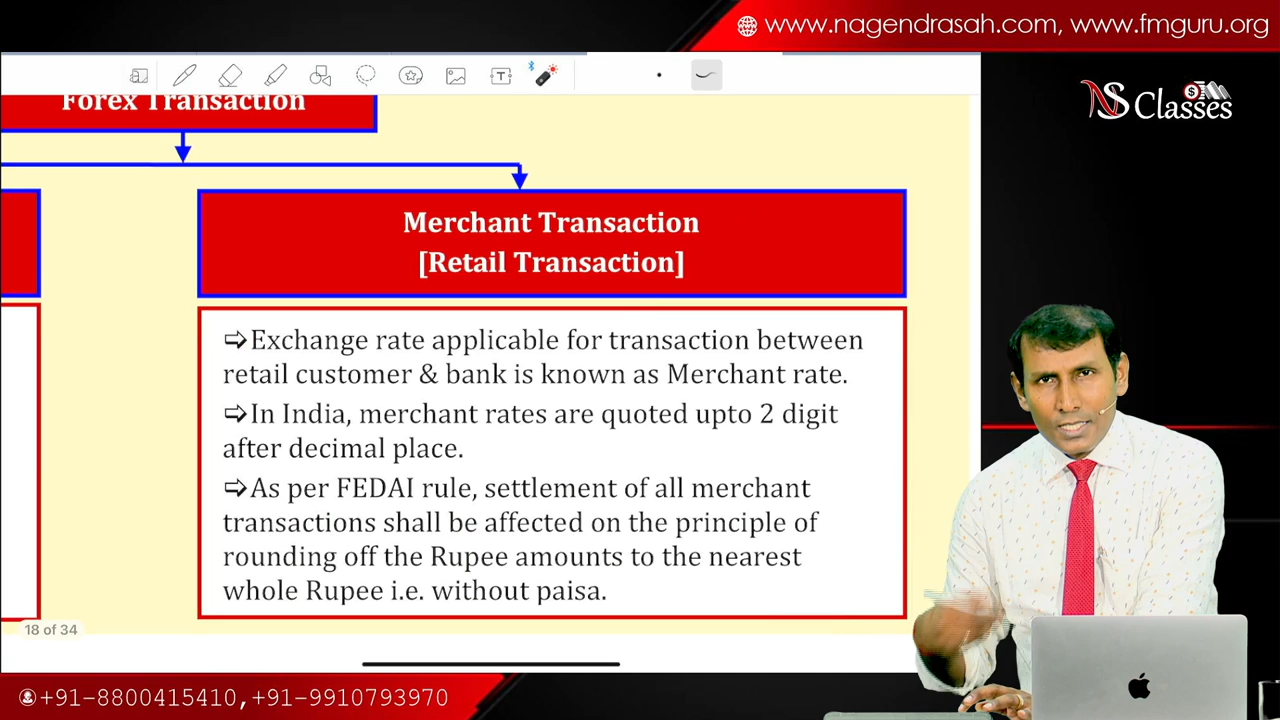 www.nagendrasah.com, www.fmguru.org
NS Classes
Forex Transaction
Merchant Transaction
[Retail Transaction]
⇨Exchange rate applicable for transaction between
retail customer & bank is known as Merchant rate.
⇨In India, merchant rates are quoted upto 2 digit
after decimal place.
⇨As per FEDAI rule, settlement of all merchant
transactions shall be affected on the principle of
rounding off the Rupee amounts to the nearest
whole Rupee i.e. without paisa.
18 of 34
+91-8800415410,+91-9910793970